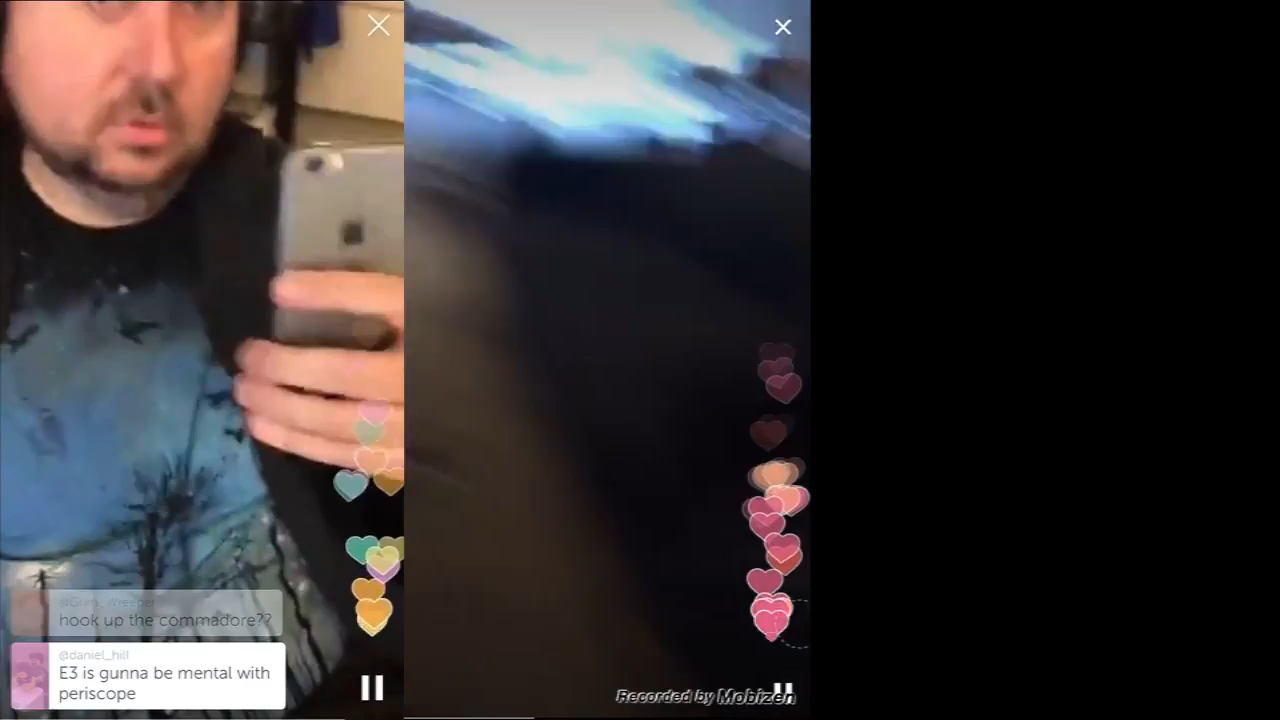 hook up the commadore??
@daniel_hill
E3 is gunna be mental with
periscope
Recorded by Mobizen